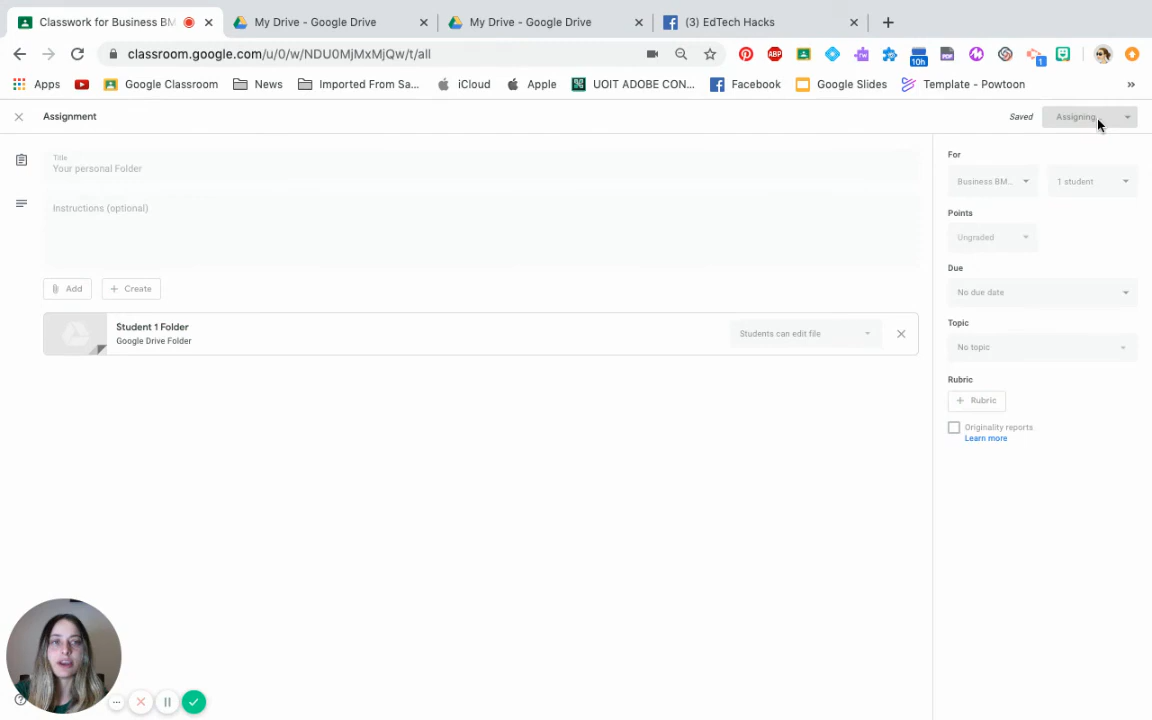 Classwork for Business BM
My Drive - Google Drive
My Drive - Google Drive
(3) EdTech Hacks
classroom.google.com/u/0/w/NDU0MjMxMjQw/t/all
ABP
10h
PDF
1
Apps
Google Classroom
News
Imported From Sa...
iCloud
Apple
UOIT ADOBE CON...
Facebook
Google Slides
Template - Powtoon
»
Assignment
Saved
Assigning...
Title
Your personal Folder
Instructions (optional)
Add
Create
Student 1 Folder
Google Drive Folder
Students can edit file
For
Business BM...
1 student
Points
Ungraded
Due
No due date
Topic
No topic
Rubric
+ Rubric
Originality reports
Learn more